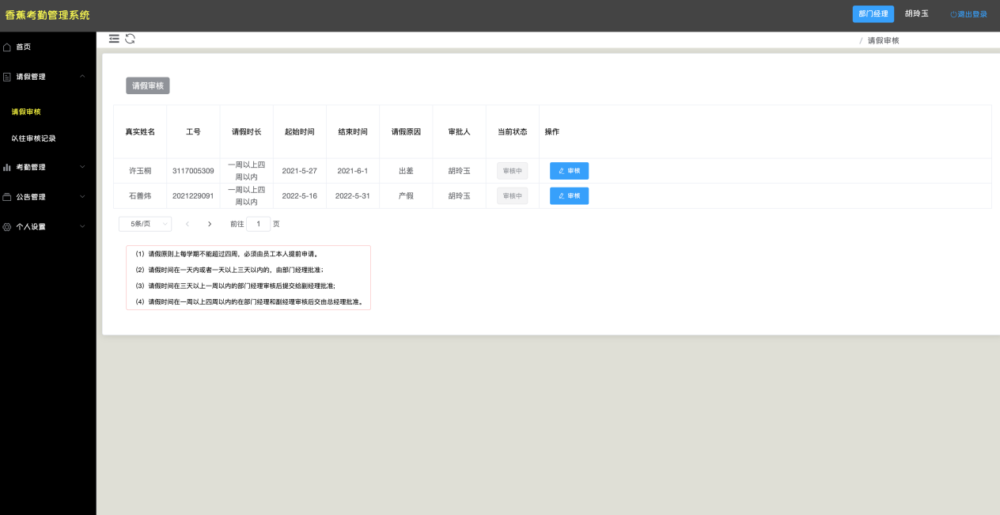 香蕉考勤管理系统
部门经理 胡玲玉 退出登录
首页
/ 请假审核
请假管理
请假审核
以往审核记录
考勤管理
公告管理
个人设置
请假审核
真实姓名 工号 请假时长 起始时间 结束时间 请假原因 审批人 当前状态 操作
许玉桐 3117005309 一周以上四周以内 2021-5-27 2021-6-1 出差 胡玲玉 审核中 审核
石善炜 2021229091 一周以上四周以内 2022-5-16 2022-5-31 产假 胡玲玉 审核中 审核
5条/页 前往 1 页
(1) 请假原则上每学期不能超过四周，必须由员工本人提前申请。
(2) 请假时间在一天内或者一天以上三天以内的，由部门经理批准；
(3) 请假时间在三天以上一周以内的部门经理审核后提交给副经理批准;
(4) 请假时间在一周以上四周以内的在部门经理和副经理审核后交由总经理批准。